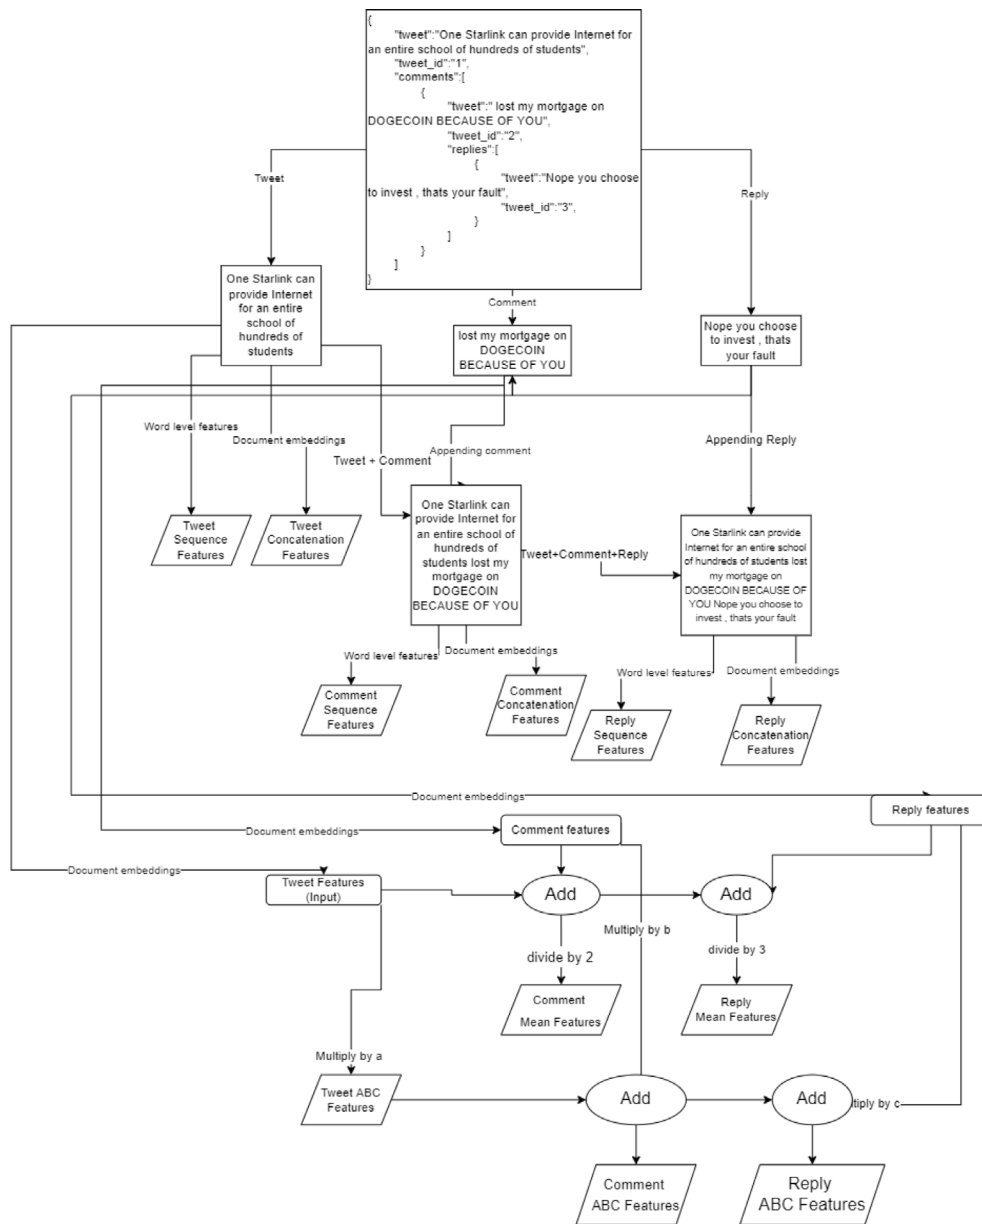 {
"tweet":"One Starlink can provide Internet for
an entire school of hundreds of students",
"tweet_id":"1",
"comments":[
{
"tweet":" lost my mortgage on
DOGECOIN BECAUSE OF YOU",
"tweet_id":"2",
"replies":[
{
"tweet":"Nope you choose
to invest , thats your fault",
"tweet_id":"3",
}
]
}
]
}
Tweet
Reply
Comment
One Starlink can
provide Internet
for an entire
school of
hundreds of
students
lost my mortgage on
DOGECOIN
BECAUSE OF YOU
Nope you choose
to invest , thats
your fault
Word level features
Document embeddings
Tweet + Comment
Appending comment
Appending Reply
Tweet
Sequence
Features
Tweet
Concatenation
Features
One Starlink can
provide Internet for
an entire school of
hundreds of
students lost my
mortgage on
DOGECOIN
BECAUSE OF YOU
Tweet+Comment+Reply
One Starlink can provide
Internet for an entire school
of hundreds of students lost
my mortgage on
DOGECOIN BECAUSE OF
YOU Nope you choose to
invest , thats your fault
Word level features
Document embeddings
Word level features
Document embeddings
Comment
Sequence
Features
Comment
Concatenation
Features
Reply
Sequence
Features
Reply
Concatenation
Features
Document embeddings
Reply features
Document embeddings
Comment features
Document embeddings
Tweet Features
(Input)
Add
Add
Multiply by b
divide by 2
divide by 3
Comment
Mean Features
Reply
Mean Features
Multiply by a
Tweet ABC
Features
Add
Add
tiply by c
Comment
ABC Features
Reply
ABC Features